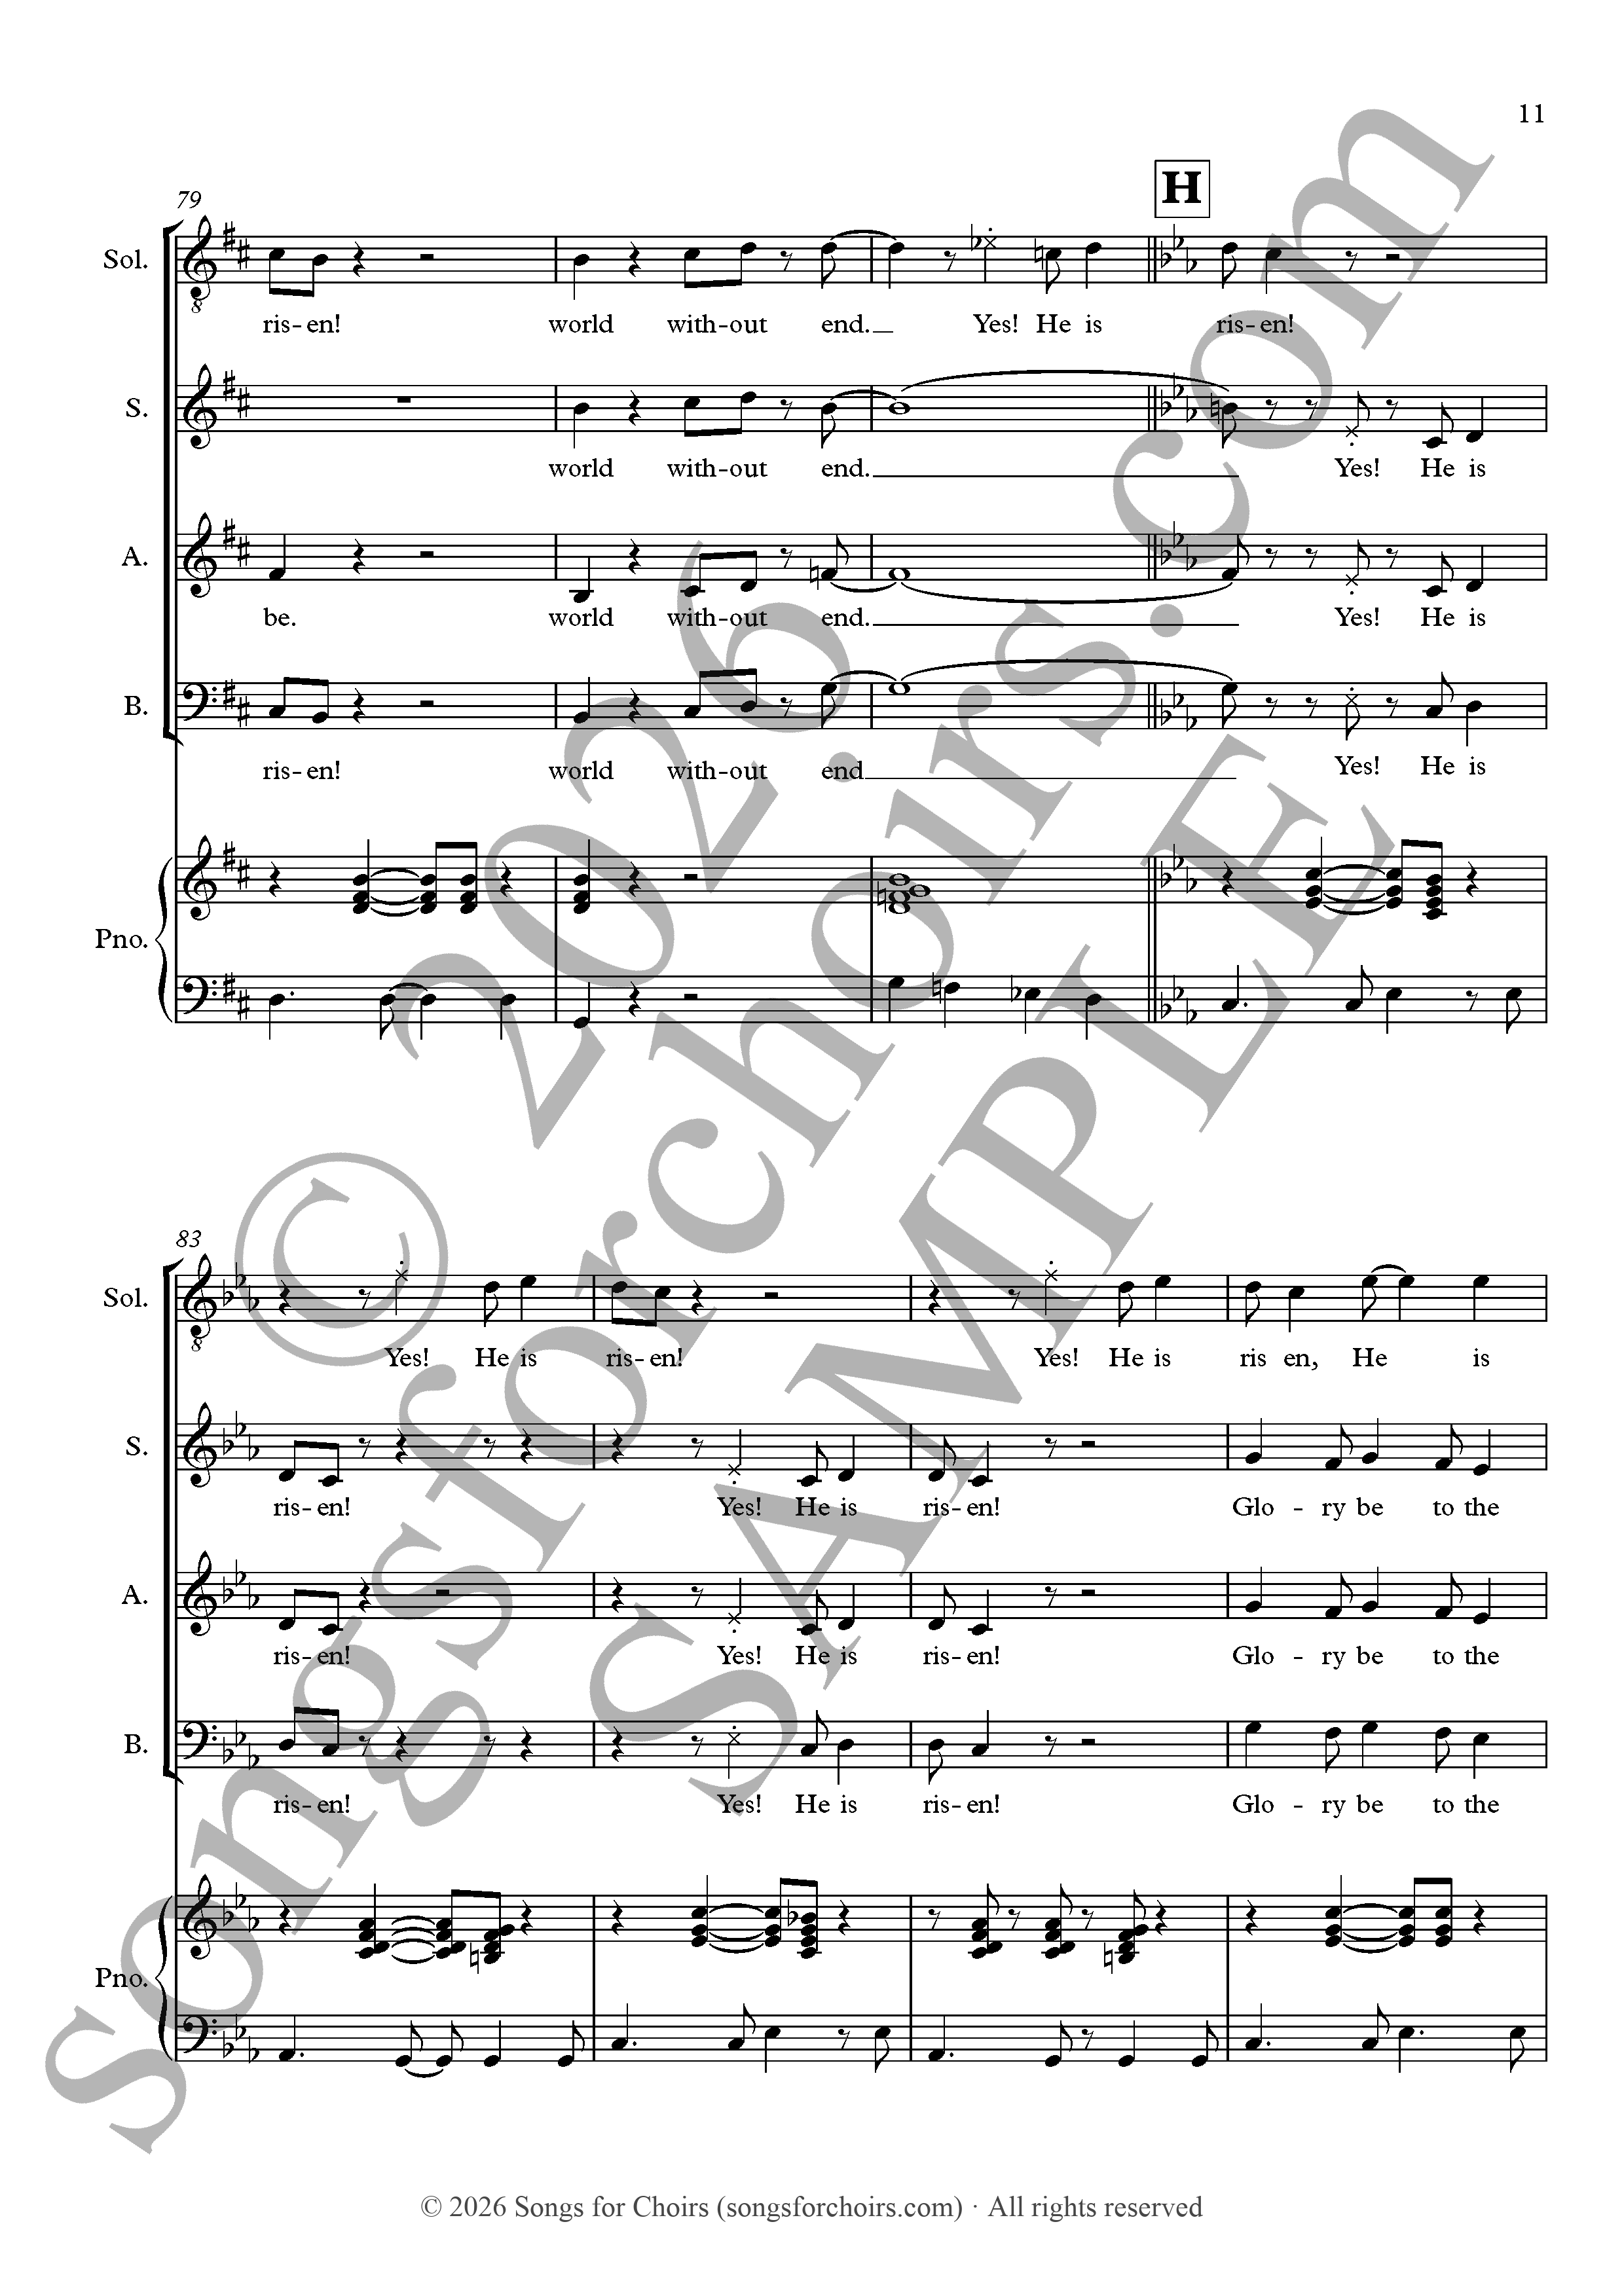 11
H
79
Sol.
ris- en! world with-out end. Yes! He is ris- en!
S.
world with-out end. Yes! He is
A.
be. world with-out end. Yes! He is
B.
ris- en! world with-out end Yes! He is
Pno.
83
Sol.
Yes! He is ris- en! Yes! He is ris en, He is
S.
ris- en! Yes! He is ris- en! Glo - ry be to the
A.
ris- en! Yes! He is ris- en! Glo - ry be to the
B.
ris- en! Yes! He is ris- en! Glo - ry be to the
Pno.
© 2026
songsforchoirs.com
SAMPLE
© 2026 Songs for Choirs (songsforchoirs.com) · All rights reserved